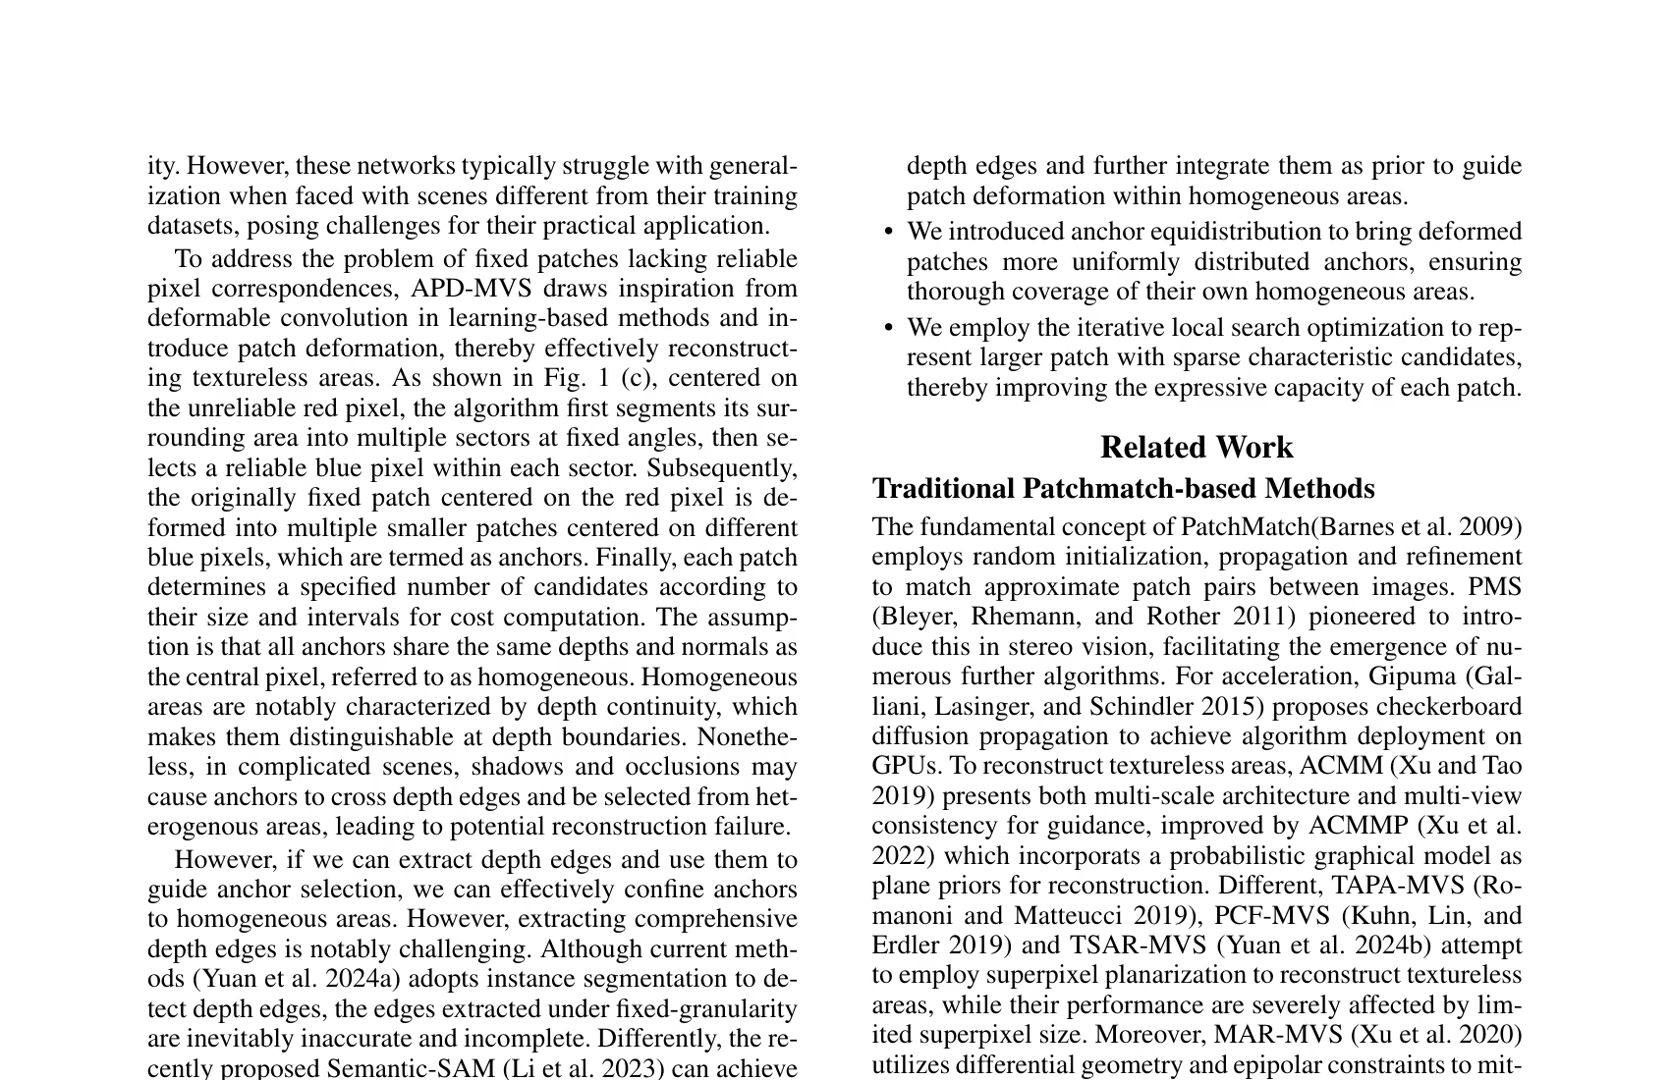 ity. However, these networks typically struggle with general-
ization when faced with scenes different from their training
datasets, posing challenges for their practical application.
To address the problem of fixed patches lacking reliable
pixel correspondences, APD-MVS draws inspiration from
deformable convolution in learning-based methods and in-
troduce patch deformation, thereby effectively reconstruct-
ing textureless areas. As shown in Fig. 1 (c), centered on
the unreliable red pixel, the algorithm first segments its sur-
rounding area into multiple sectors at fixed angles, then se-
lects a reliable blue pixel within each sector. Subsequently,
the originally fixed patch centered on the red pixel is de-
formed into multiple smaller patches centered on different
blue pixels, which are termed as anchors. Finally, each patch
determines a specified number of candidates according to
their size and intervals for cost computation. The assump-
tion is that all anchors share the same depths and normals as
the central pixel, referred to as homogeneous. Homogeneous
areas are notably characterized by depth continuity, which
makes them distinguishable at depth boundaries. Nonethe-
less, in complicated scenes, shadows and occlusions may
cause anchors to cross depth edges and be selected from het-
erogenous areas, leading to potential reconstruction failure.
However, if we can extract depth edges and use them to
guide anchor selection, we can effectively confine anchors
to homogeneous areas. However, extracting comprehensive
depth edges is notably challenging. Although current meth-
ods (Yuan et al. 2024a) adopts instance segmentation to de-
tect depth edges, the edges extracted under fixed-granularity
are inevitably inaccurate and incomplete. Differently, the re-
cently proposed Semantic-SAM (Li et al. 2023) can achieve
depth edges and further integrate them as prior to guide
patch deformation within homogeneous areas.
• We introduced anchor equidistribution to bring deformed
patches more uniformly distributed anchors, ensuring
thorough coverage of their own homogeneous areas.
• We employ the iterative local search optimization to rep-
resent larger patch with sparse characteristic candidates,
thereby improving the expressive capacity of each patch.
Related Work
Traditional Patchmatch-based Methods
The fundamental concept of PatchMatch(Barnes et al. 2009)
employs random initialization, propagation and refinement
to match approximate patch pairs between images. PMS
(Bleyer, Rhemann, and Rother 2011) pioneered to intro-
duce this in stereo vision, facilitating the emergence of nu-
merous further algorithms. For acceleration, Gipuma (Gal-
liani, Lasinger, and Schindler 2015) proposes checkerboard
diffusion propagation to achieve algorithm deployment on
GPUs. To reconstruct textureless areas, ACMM (Xu and Tao
2019) presents both multi-scale architecture and multi-view
consistency for guidance, improved by ACMMP (Xu et al.
2022) which incorporats a probabilistic graphical model as
plane priors for reconstruction. Different, TAPA-MVS (Ro-
manoni and Matteucci 2019), PCF-MVS (Kuhn, Lin, and
Erdler 2019) and TSAR-MVS (Yuan et al. 2024b) attempt
to employ superpixel planarization to reconstruct textureless
areas, while their performance are severely affected by lim-
ited superpixel size. Moreover, MAR-MVS (Xu et al. 2020)
utilizes differential geometry and epipolar constraints to mit-